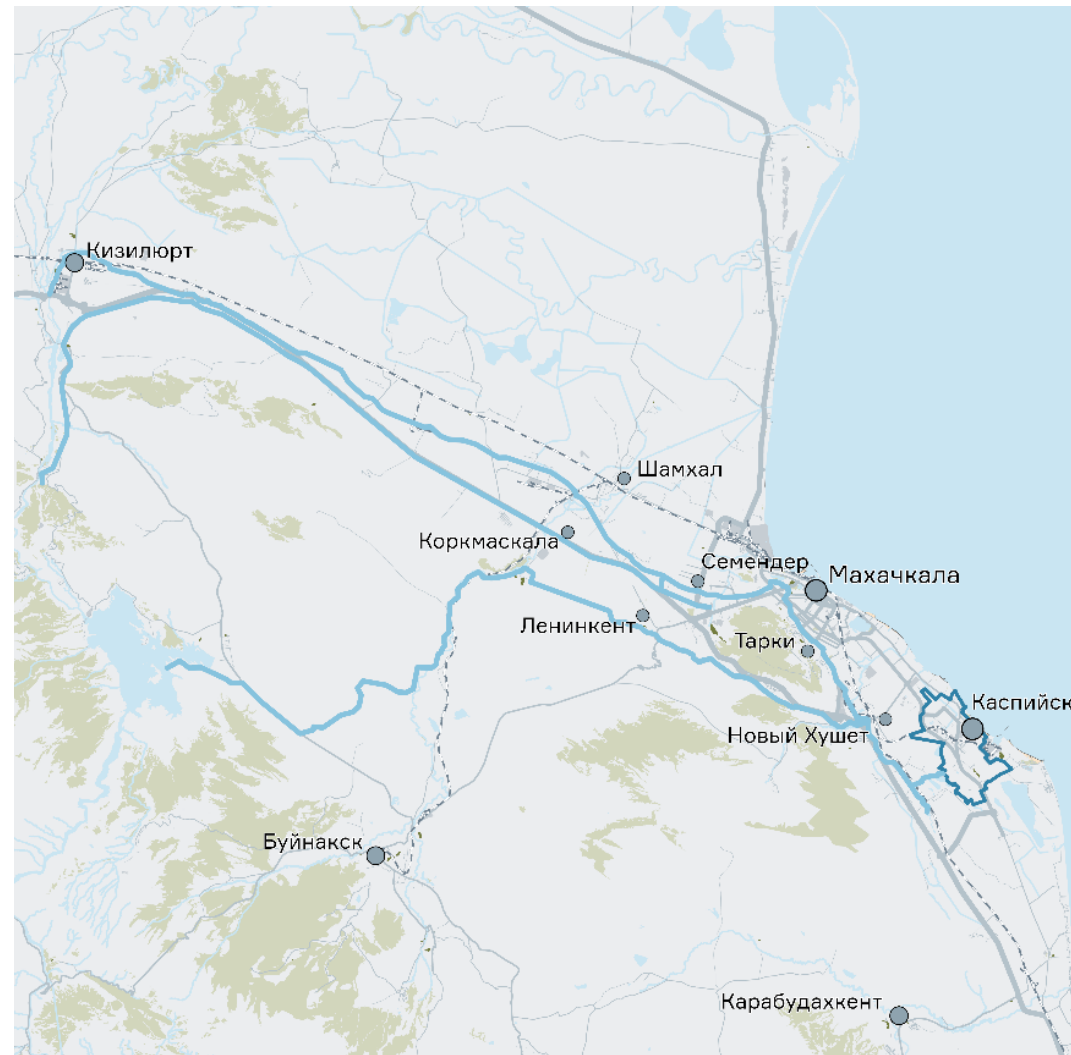 Кизилюрт
Шамхал
Коркмаскала
Семендер
Махачкала
Ленинкент
Тарки
Каспийск
Новый Хушет
Буйнакск
Карабудахкент